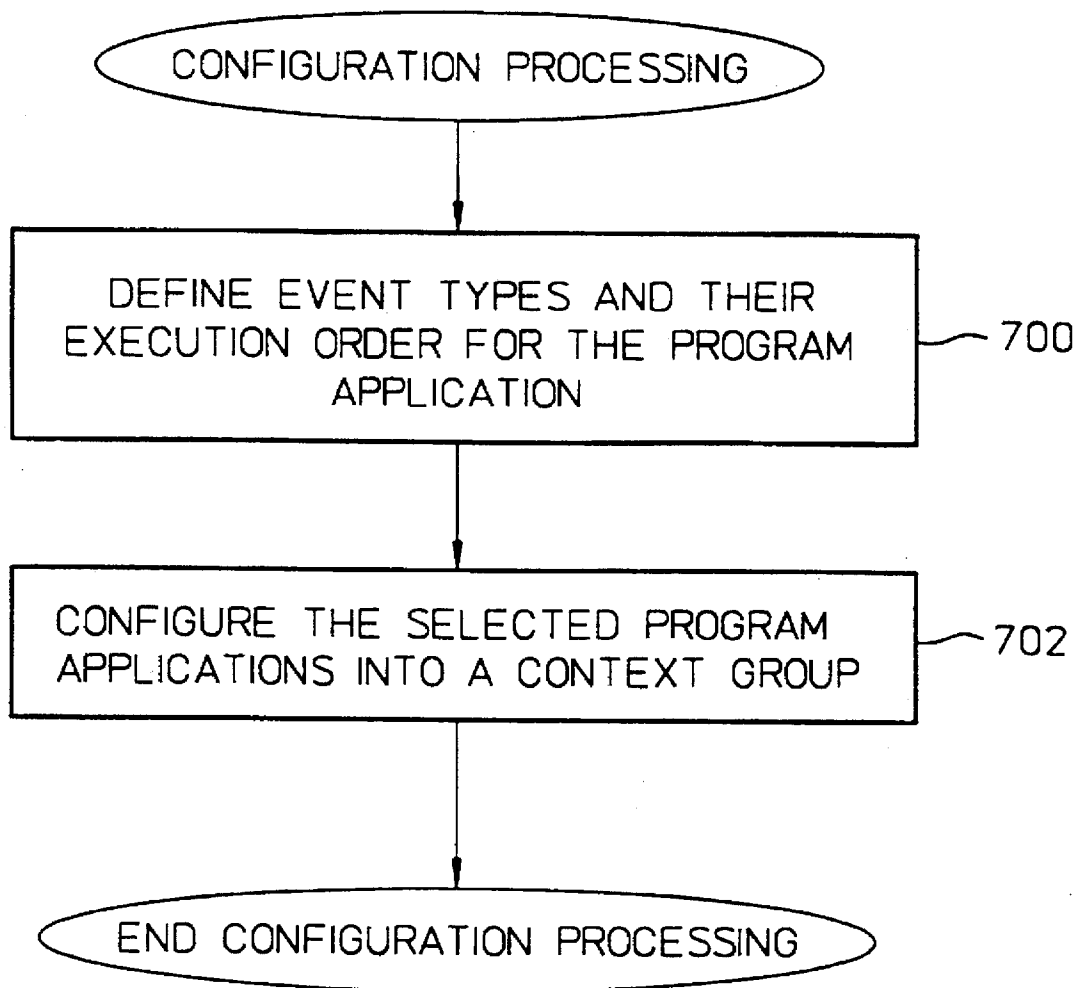 CONFIGURATION PROCESSING
DEFINE EVENT TYPES AND THEIR
EXECUTION ORDER FOR THE PROGRAM
APPLICATION
700
CONFIGURE THE SELECTED PROGRAM
APPLICATIONS INTO A CONTEXT GROUP
702
END CONFIGURATION PROCESSING